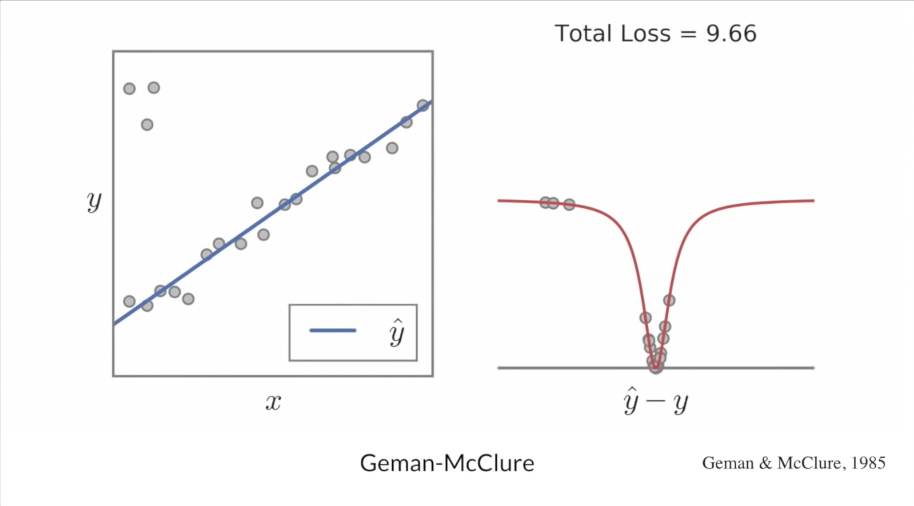 Total Loss = 9.66
y
ŷ
x
ŷ − y
Geman-McClure
Geman & McClure, 1985